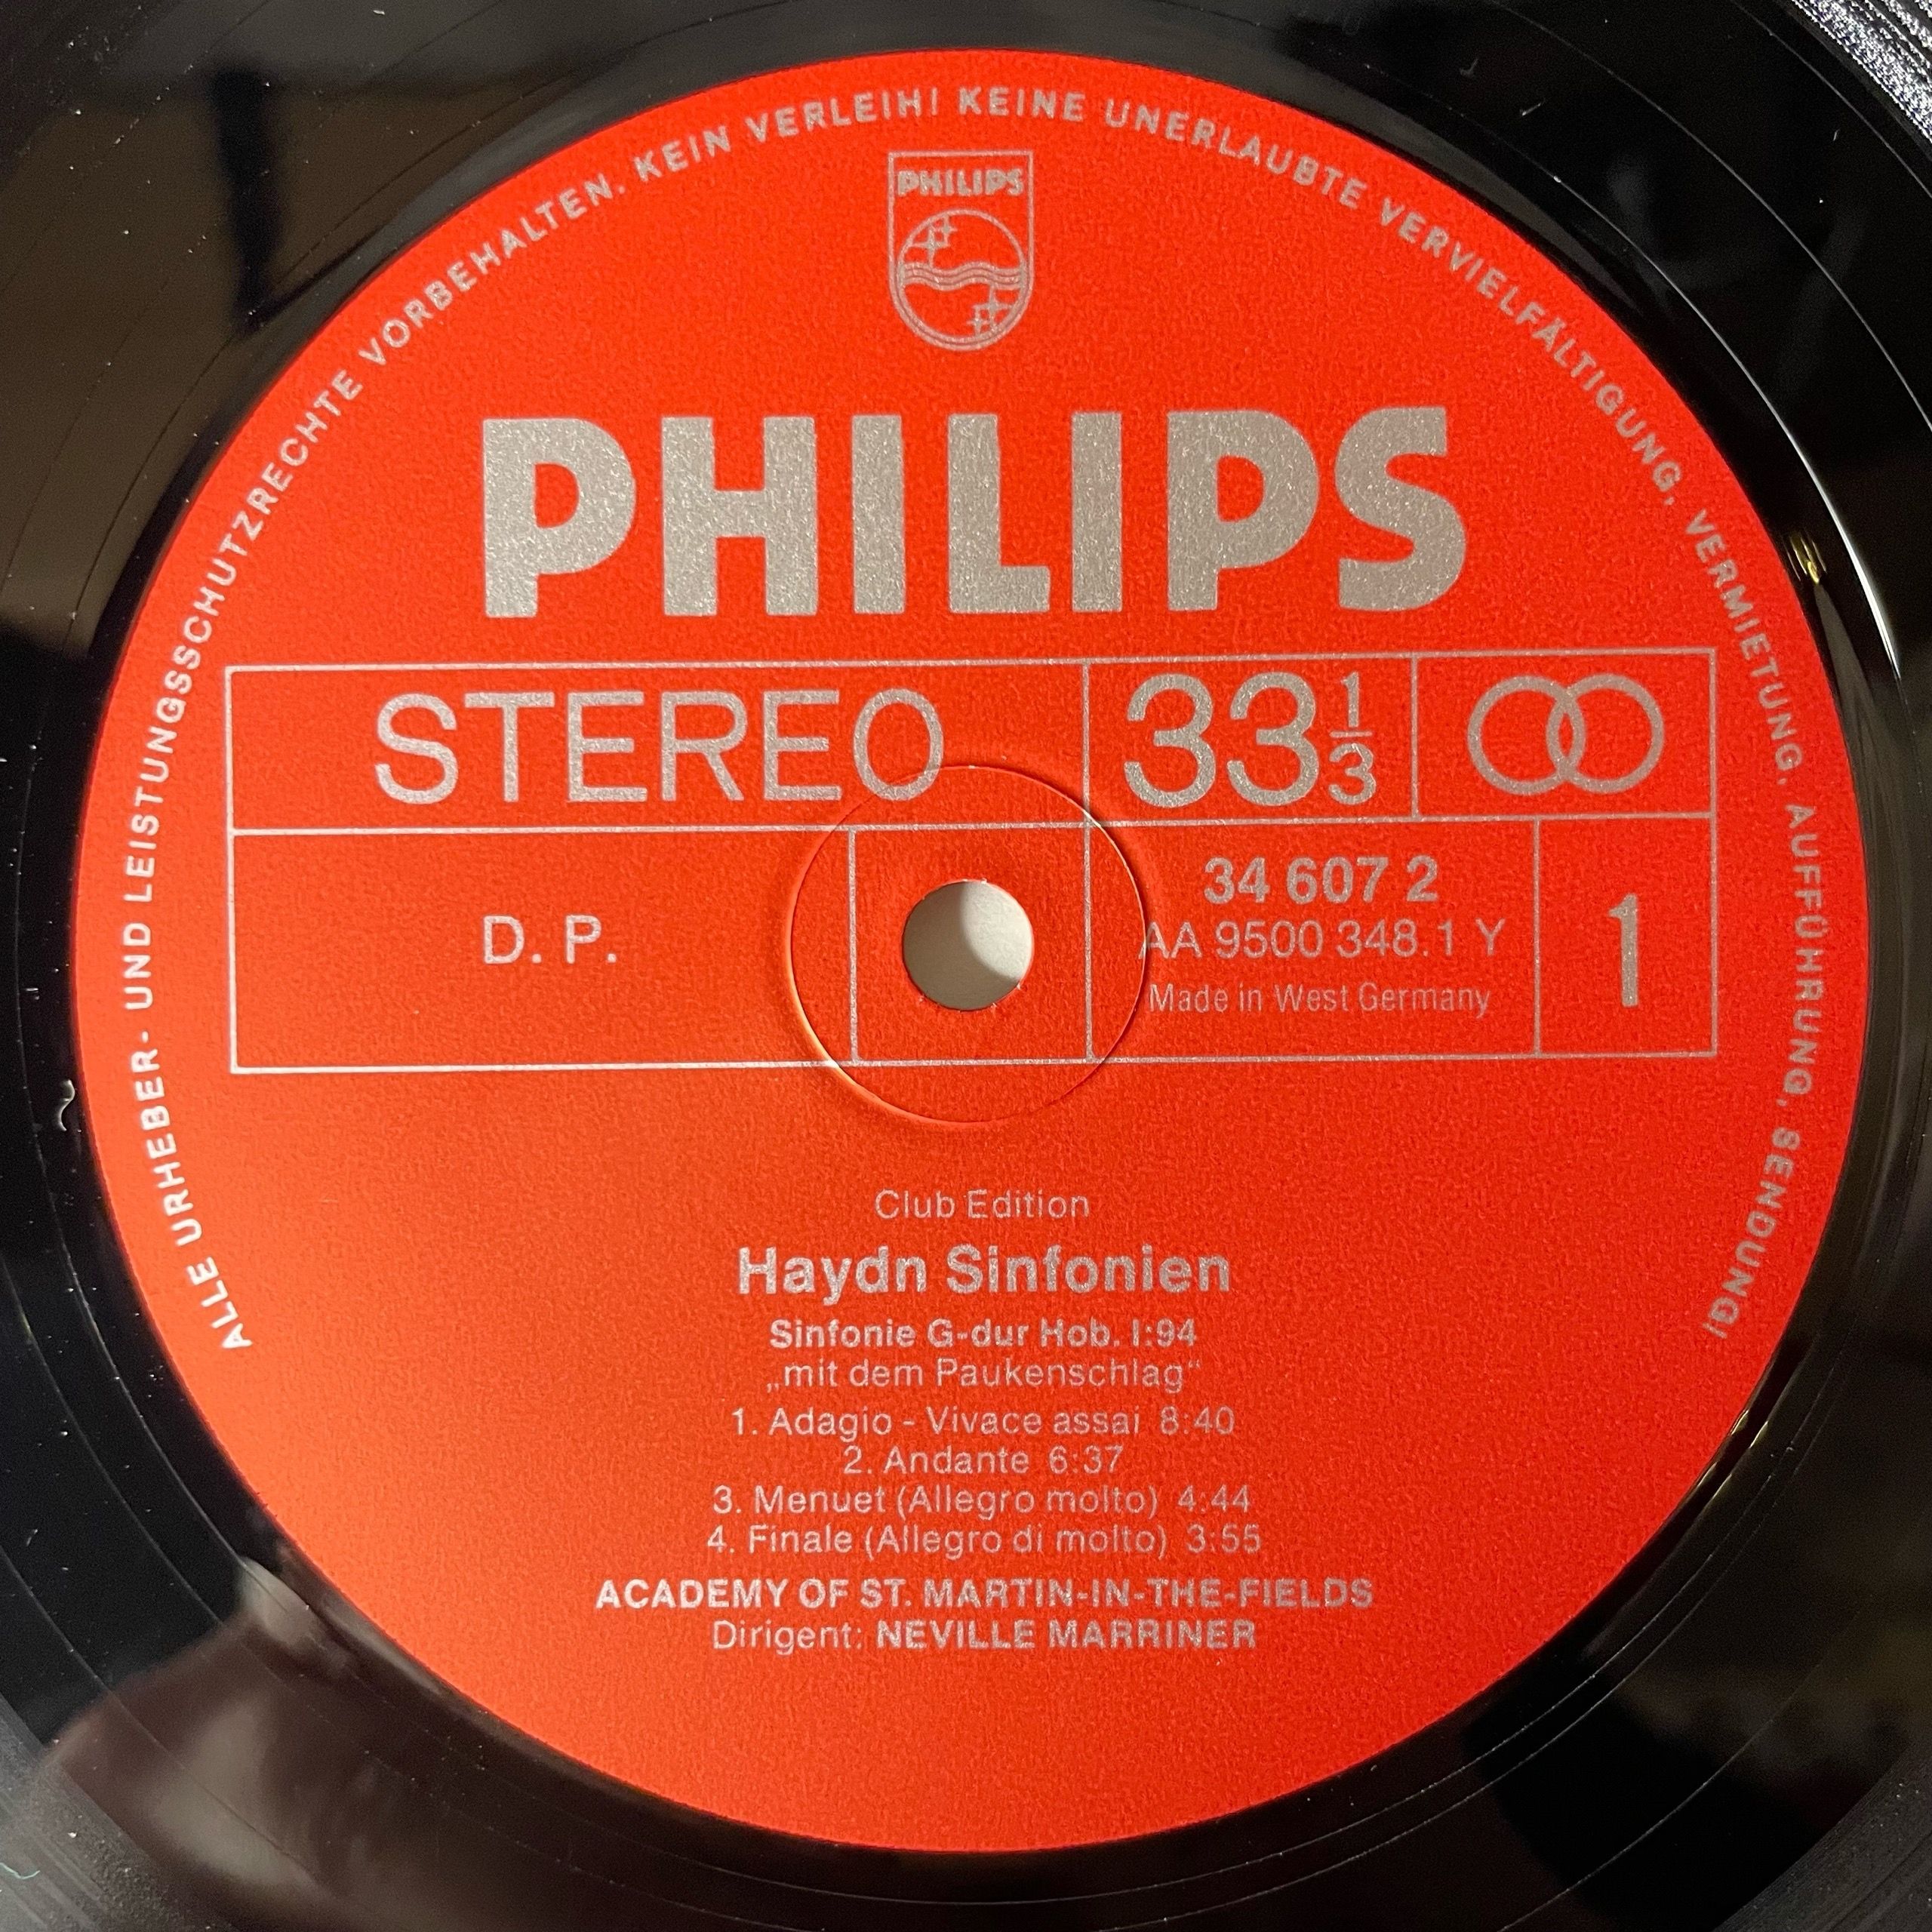 ALLE URHEBER- UND LEISTUNGSSCHUTZRECHTE VORBEHALTEN. KEIN VERLEIH! KEINE UNERLAUBTE VERVIELFÄLTIGUNG, VERMIETUNG, AUFFÜHRUNG, SENDUNG!
PHILIPS
PHILIPS
STEREO 33 1/3
D. P.
34 607 2
AA 9500 348.1 Y
Made in West Germany
1
Club Edition
Haydn Sinfonien
Sinfonie G-dur Hob. I:94
„mit dem Paukenschlag“
1. Adagio - Vivace assai 8:40
2. Andante 6:37
3. Menuet (Allegro molto) 4:44
4. Finale (Allegro di molto) 3:55
ACADEMY OF ST. MARTIN-IN-THE-FIELDS
Dirigent: NEVILLE MARRINER